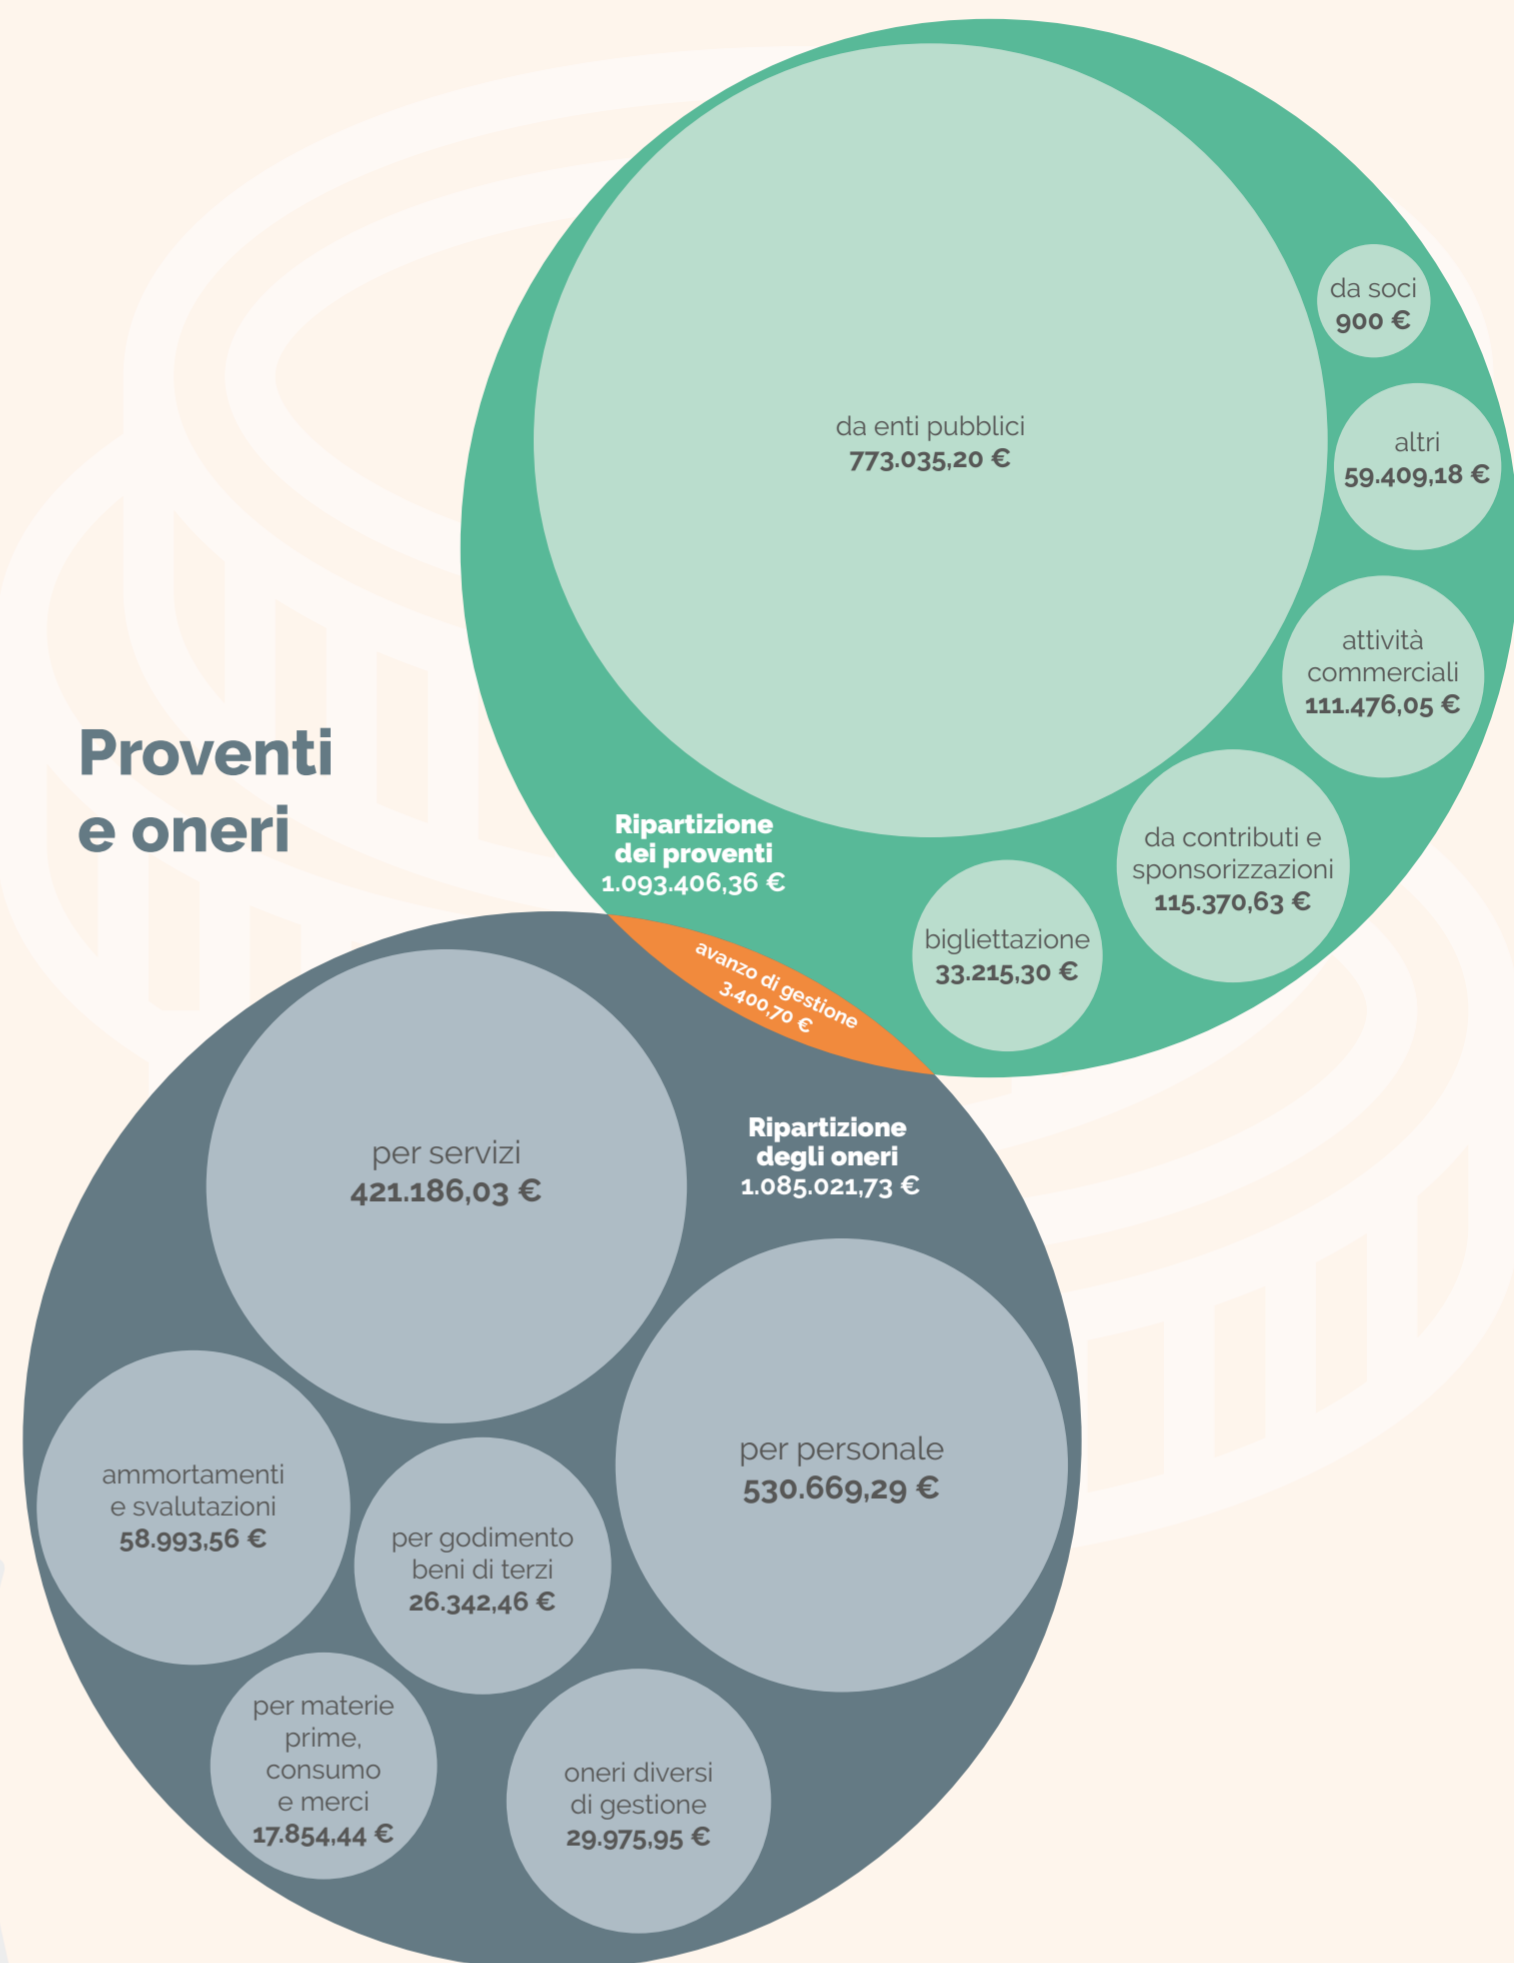 Proventi
e oneri
da enti pubblici
773.035,20 €
da soci
900 €
altri
59.409,18 €
attività
commerciali
111.476,05 €
da contributi e
sponsorizzazioni
115.370,63 €
bigliettazione
33.215,30 €
Ripartizione
dei proventi
1.093.406,36 €
avanzo di gestione
3.400,70 €
Ripartizione
degli oneri
1.085.021,73 €
per servizi
421.186,03 €
per personale
530.669,29 €
ammortamenti
e svalutazioni
58.993,56 €
per godimento
beni di terzi
26.342,46 €
per materie
prime,
consumo
e merci
17.854,44 €
oneri diversi
di gestione
29.975,95 €